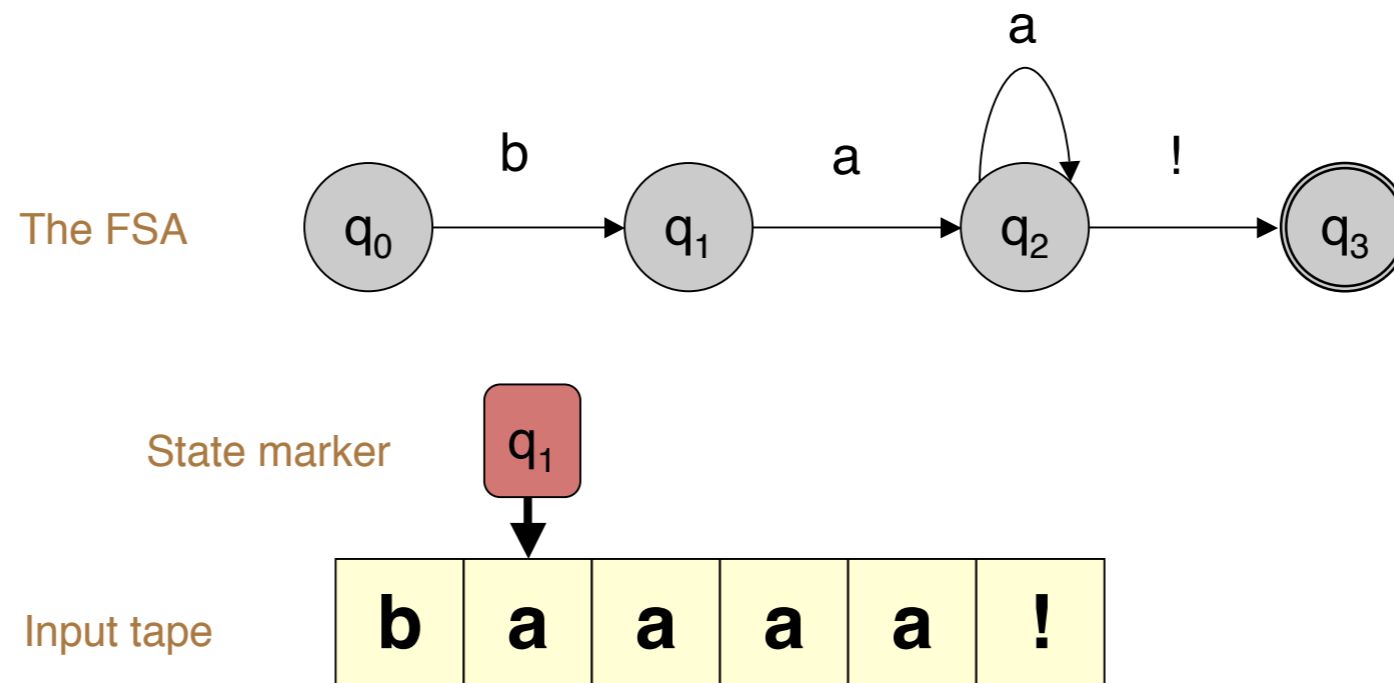 a
b a !
The FSA q₀ q₁ q₂ q₃
State marker q₁
Input tape b a a a a !